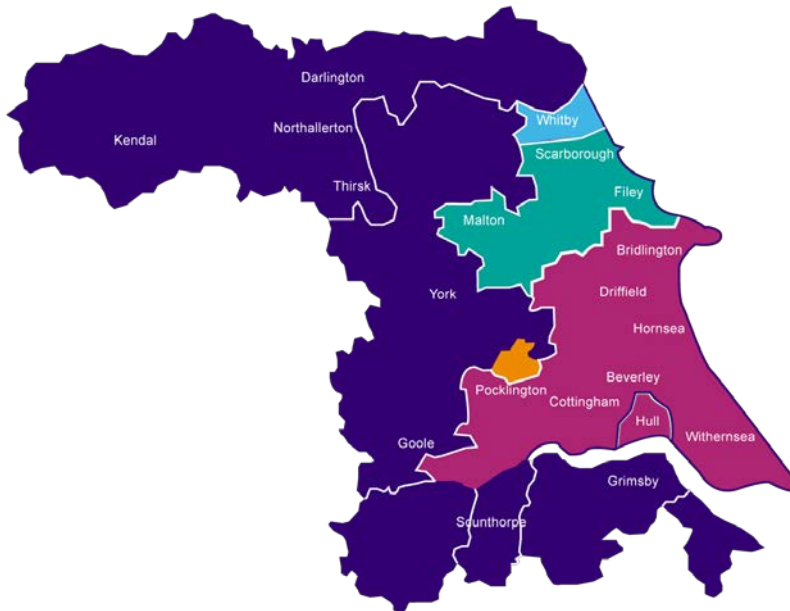 Darlington
Whitby
Northallerton
Kendal
Scarborough
Thirsk
Filey
Malton
Bridlington
York
Driffield
Hornsea
Beverley
Pocklington
Cottingham
Hull
Withernsea
Goole
Grimsby
Scunthorpe